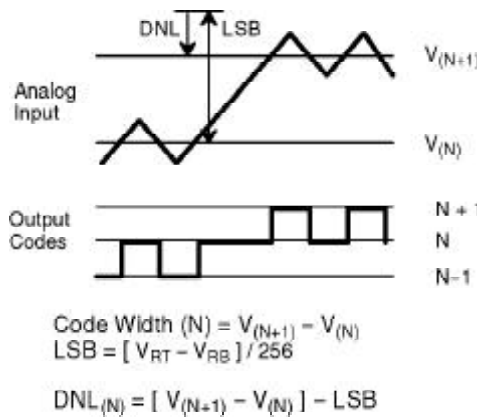 DNL LSB
V(N+1)
Analog
Input
V(N)
N + 1
Output
Codes
N
N–1
Code Width (N) = V(N+1) – V(N)
LSB = [ VRT – VRB ] / 256
DNL(N) = [ V(N+1) – V(N) ] – LSB